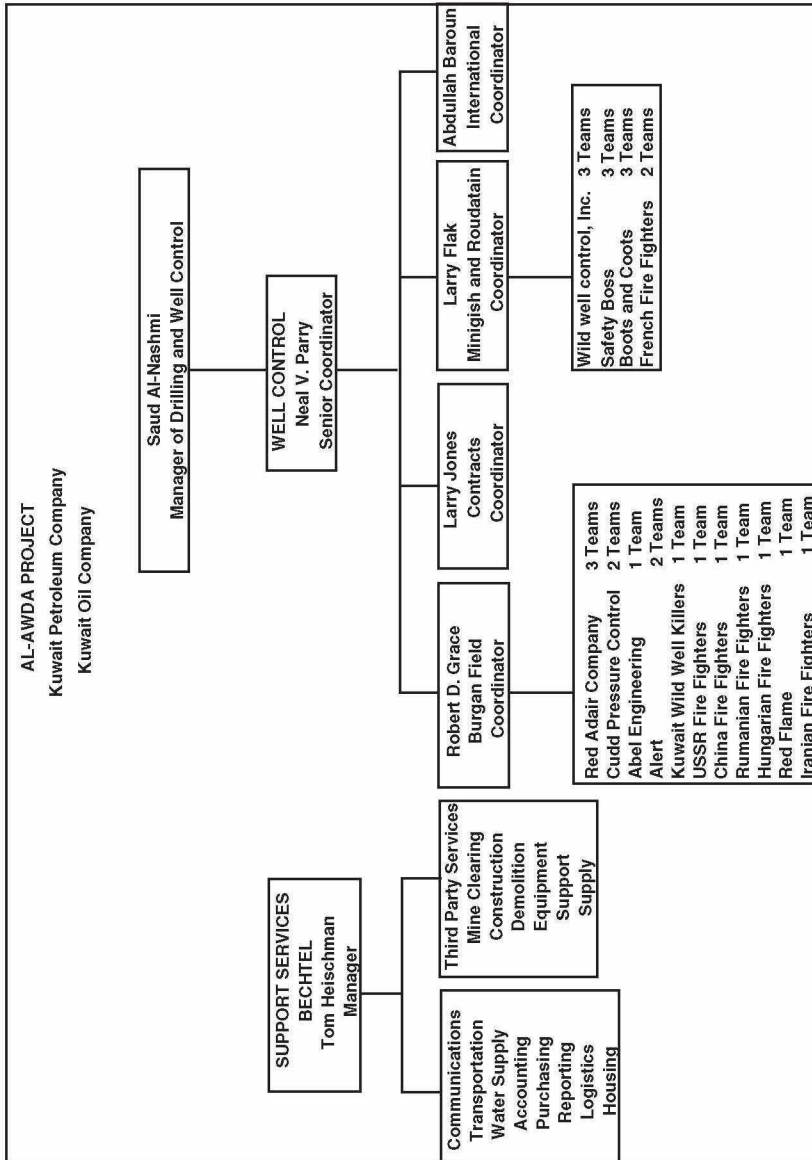 AL-AWDA PROJECT
Kuwait Petroleum Company
Kuwait Oil Company
Saud Al-Nashmi
Manager of Drilling and Well Control
SUPPORT SERVICES
BECHTEL
Tom Heischman
Manager
WELL CONTROL
Neal V. Parry
Senior Coordinator
Communications
Transportation
Water Supply
Accounting
Purchasing
Reporting
Logistics
Housing
Third Party Services
Mine Clearing
Construction
Demolition
Equipment
Support
Supply
Robert D. Grace
Burgan Field
Coordinator
Larry Jones
Contracts
Coordinator
Larry Flak
Minigish and Roudatain
Coordinator
Abdullah Baroun
International
Coordinator
Red Adair Company 3 Teams
Cudd Pressure Control 2 Teams
Abel Engineering 1 Team
Alert 2 Teams
Kuwait Wild Well Killers 1 Team
USSR Fire Fighters 1 Team
China Fire Fighters 1 Team
Rumanian Fire Fighters 1 Team
Hungarian Fire Fighters 1 Team
Red Flame 1 Team
Iranian Fire Fighters 1 Team
Wild well control, Inc. 3 Teams
Safety Boss 3 Teams
Boots and Coots 3 Teams
French Fire Fighters 2 Teams